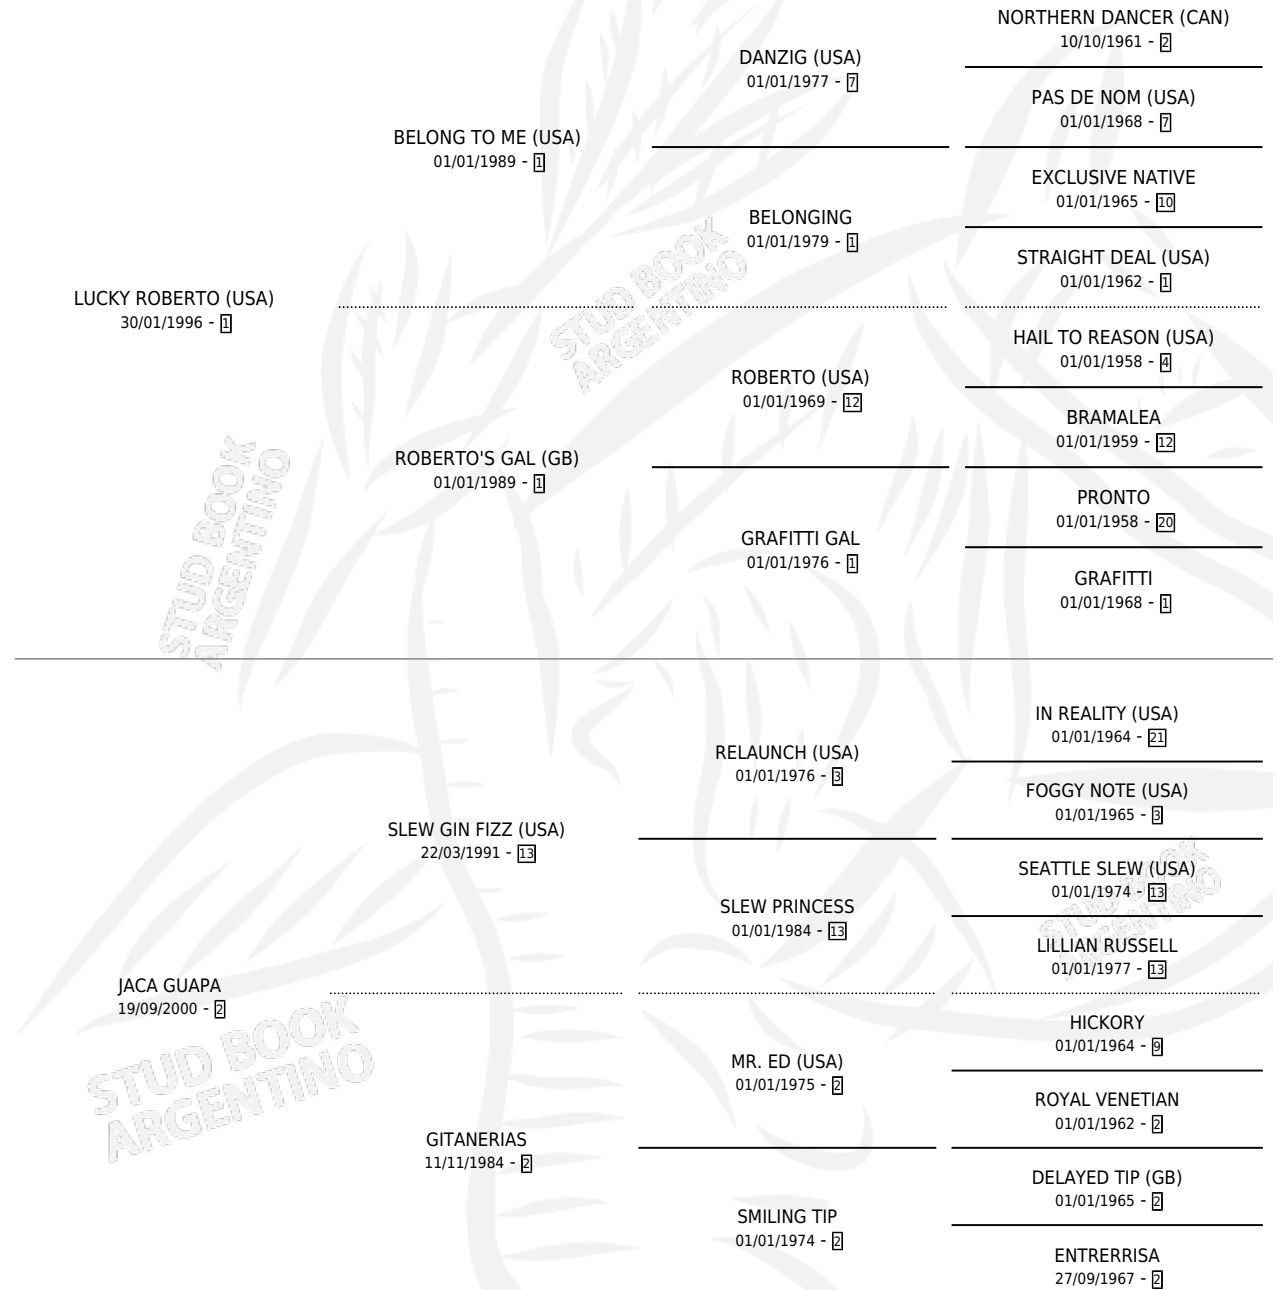 NORTHERN DANCER (CAN)
10/10/1961 - 2
DANZIG (USA)
01/01/1977 - 7
PAS DE NOM (USA)
01/01/1968 - 7
BELONG TO ME (USA)
01/01/1989 - 1
EXCLUSIVE NATIVE
01/01/1965 - 10
BELONGING
01/01/1979 - 1
STRAIGHT DEAL (USA)
01/01/1962 - 1
LUCKY ROBERTO (USA)
30/01/1996 - 1
HAIL TO REASON (USA)
01/01/1958 - 4
ROBERTO (USA)
01/01/1969 - 12
BRAMALEA
01/01/1959 - 12
ROBERTO'S GAL (GB)
01/01/1989 - 1
PRONTO
01/01/1958 - 20
GRAFITTI GAL
01/01/1976 - 1
GRAFITTI
01/01/1968 - 1
IN REALITY (USA)
01/01/1964 - 21
RELAUNCH (USA)
01/01/1976 - 3
FOGGY NOTE (USA)
01/01/1965 - 3
SLEW GIN FIZZ (USA)
22/03/1991 - 13
SEATTLE SLEW (USA)
01/01/1974 - 13
SLEW PRINCESS
01/01/1984 - 13
LILLIAN RUSSELL
01/01/1977 - 13
JACA GUAPA
19/09/2000 - 2
HICKORY
01/01/1964 - 9
MR. ED (USA)
01/01/1975 - 2
ROYAL VENETIAN
01/01/1962 - 2
GITANERIAS
11/11/1984 - 2
DELAYED TIP (GB)
01/01/1965 - 2
SMILING TIP
01/01/1974 - 2
ENTRERRISA
27/09/1967 - 2
STUD BOOK
ARGENTINO
STUD BOOK
ARGENTINO
STUD BOOK
ARGENTINO
STUD BOOK
ARGENTINO